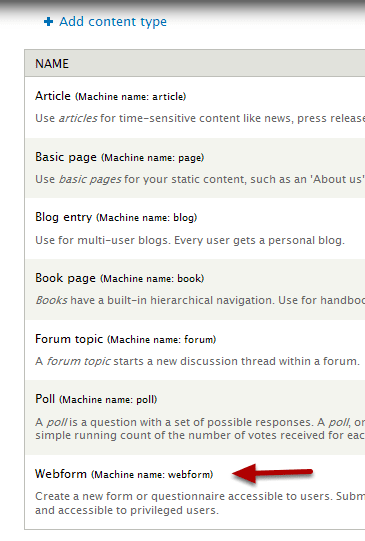 + Add content type
NAME
Article (Machine name: article)
Use articles for time-sensitive content like news, press release
Basic page (Machine name: page)
Use basic pages for your static content, such as an 'About us'
Blog entry (Machine name: blog)
Use for multi-user blogs. Every user gets a personal blog.
Book page (Machine name: book)
Books have a built-in hierarchical navigation. Use for handboo
Forum topic (Machine name: forum)
A forum topic starts a new discussion thread within a forum.
Poll (Machine name: poll)
A poll is a question with a set of possible responses. A poll, on
simple running count of the number of votes received for eac
Webform (Machine name: webform)
Create a new form or questionnaire accessible to users. Subm
and accessible to privileged users.